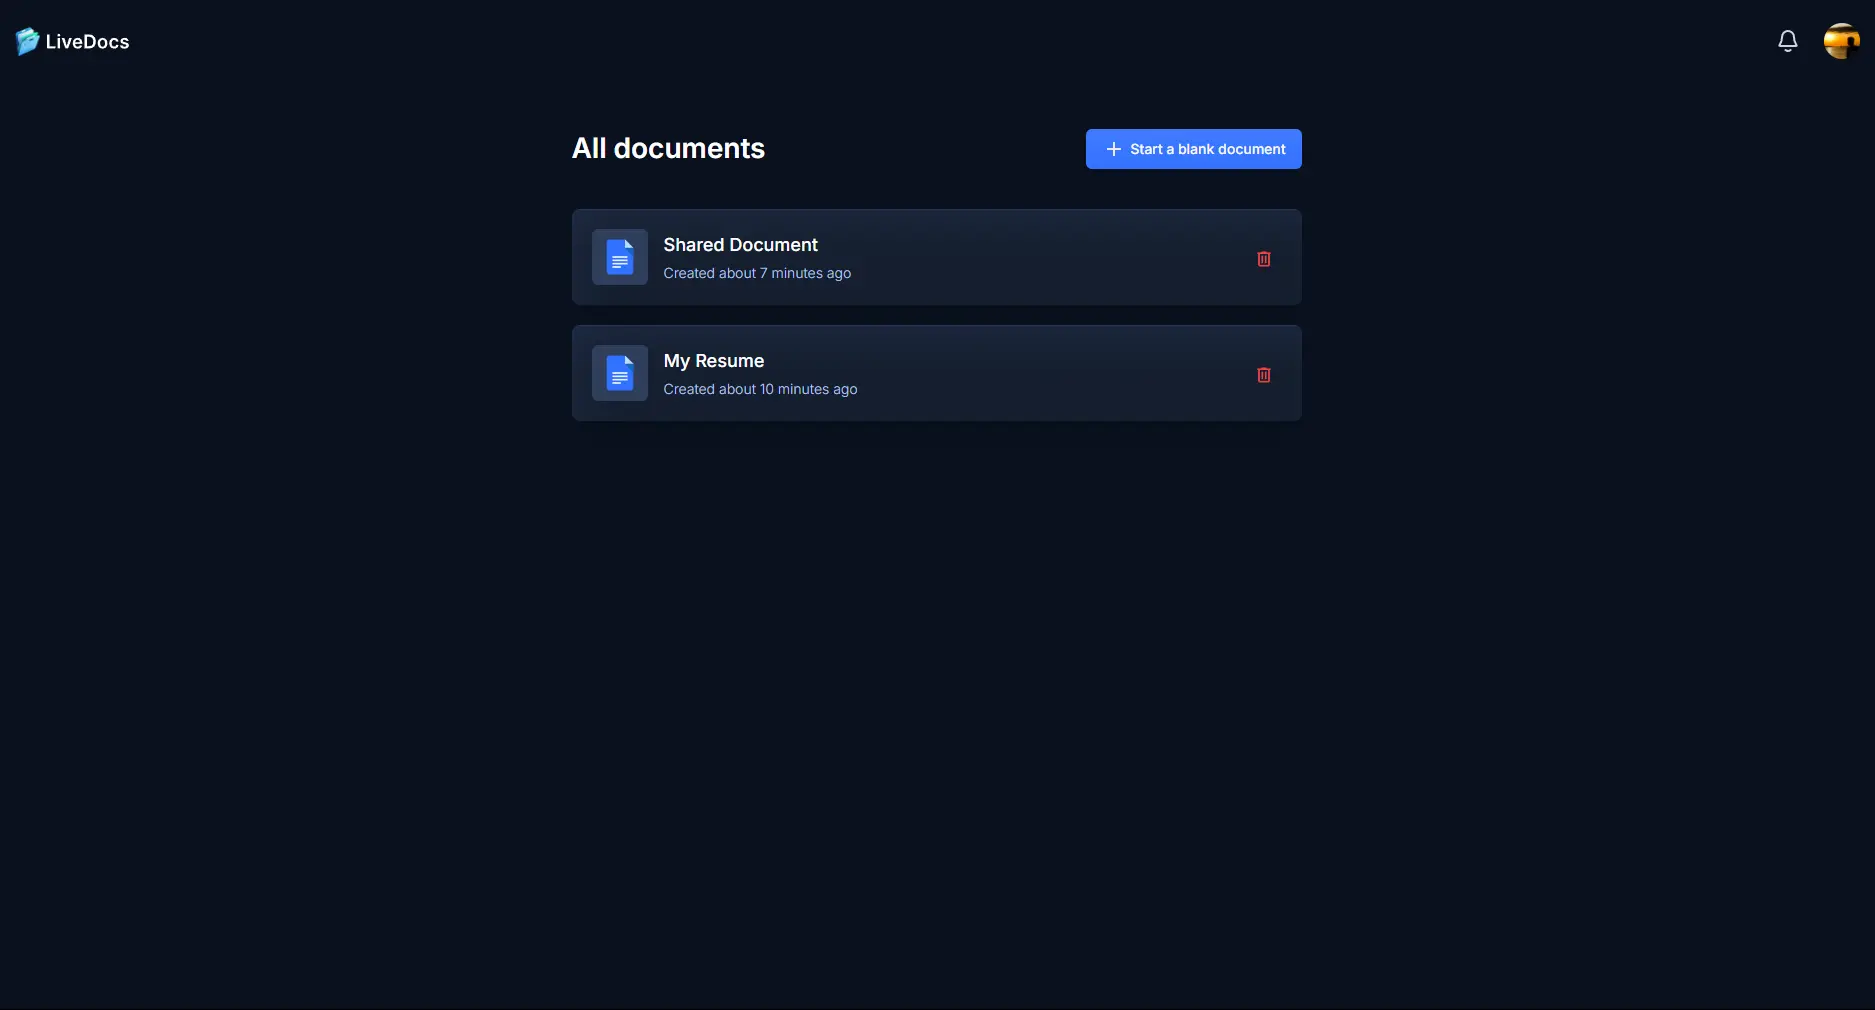 LiveDocs
All documents
Start a blank document
Shared Document
Created about 7 minutes ago
My Resume
Created about 10 minutes ago